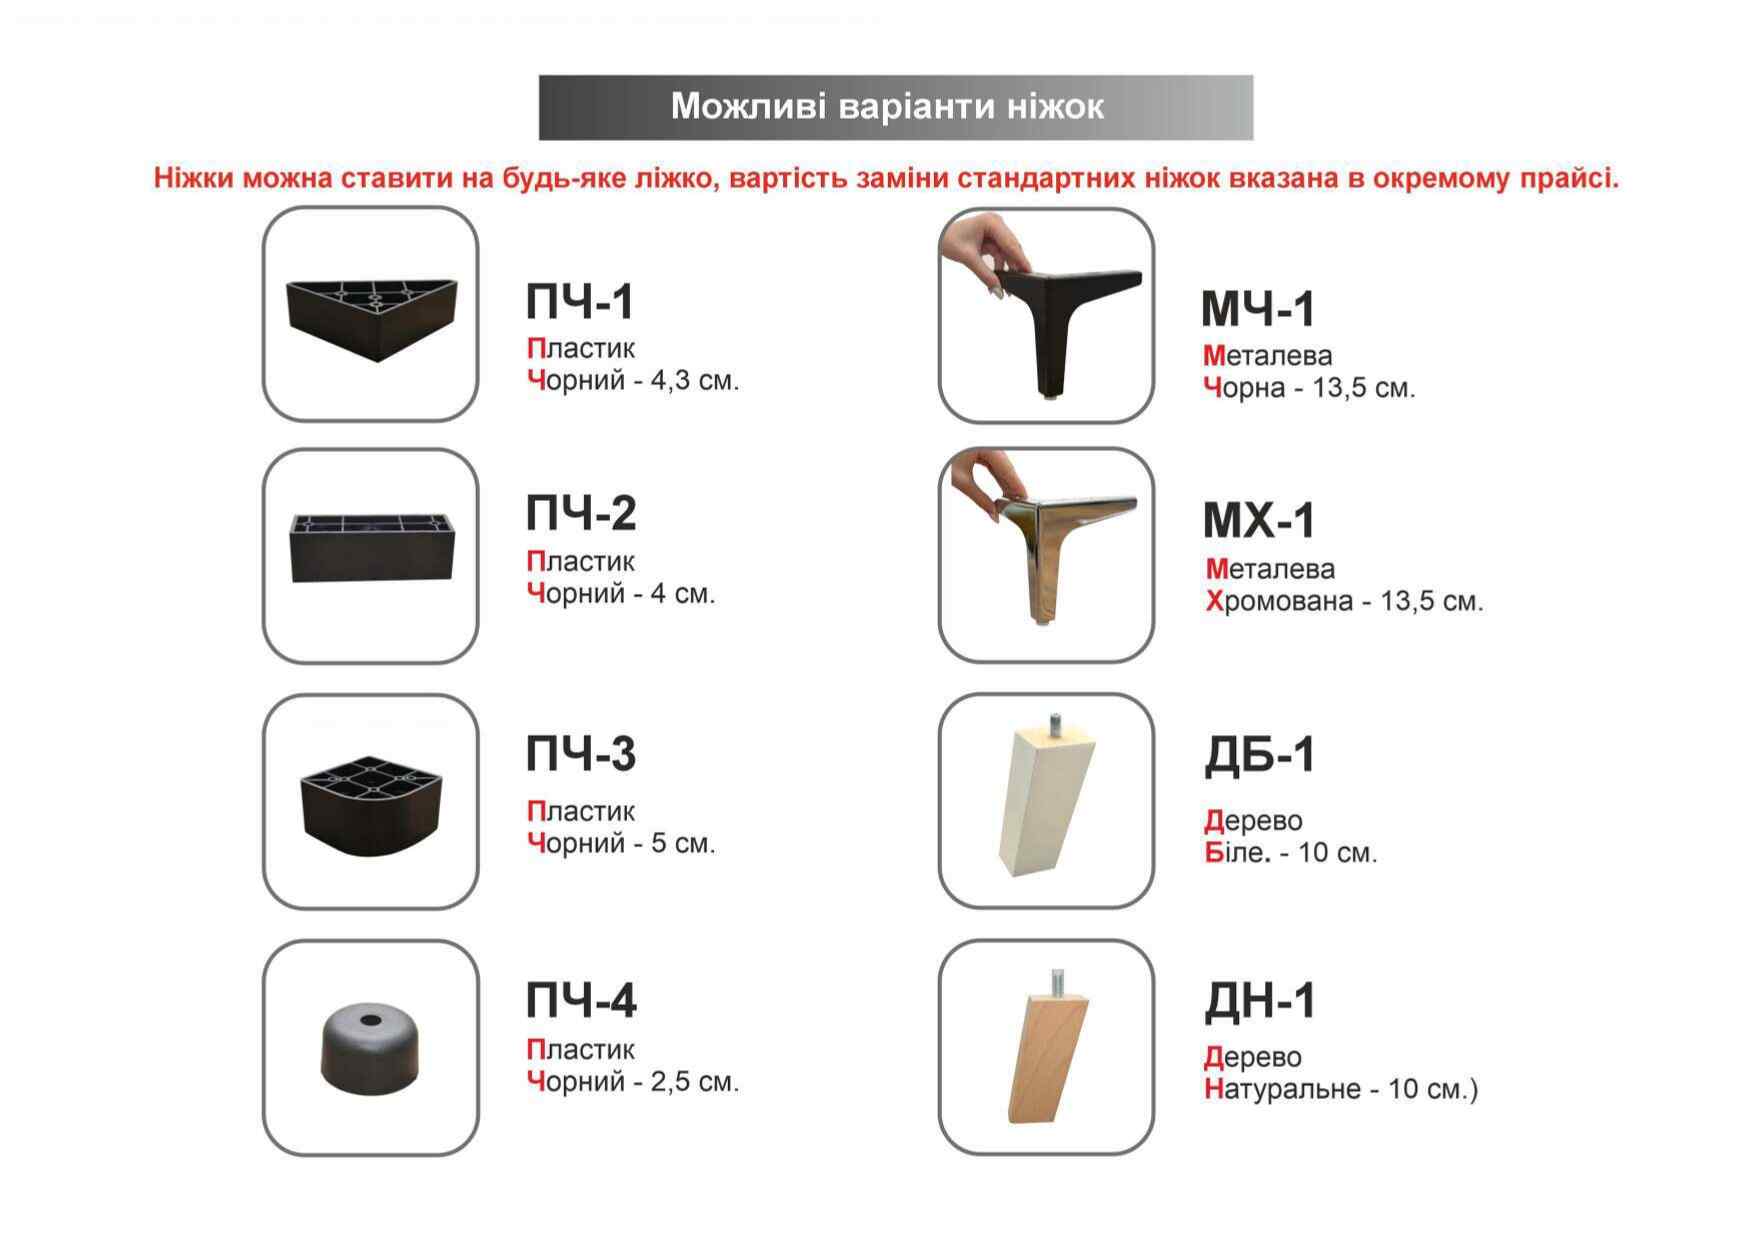 Можливі варіанти ніжок
Ніжки можна ставити на будь-яке ліжко, вартість заміни стандартних ніжок вказана в окремому прайсі.
ПЧ-1
Пластик
Чорний - 4,3 см.
ПЧ-2
Пластик
Чорний - 4 см.
ПЧ-3
Пластик
Чорний - 5 см.
ПЧ-4
Пластик
Чорний - 2,5 см.
МЧ-1
Металева
Чорна - 13,5 см.
МХ-1
Металева
Хромована - 13,5 см.
ДБ-1
Дерево
Біле. - 10 см.
ДН-1
Дерево
Натуральне - 10 см.)